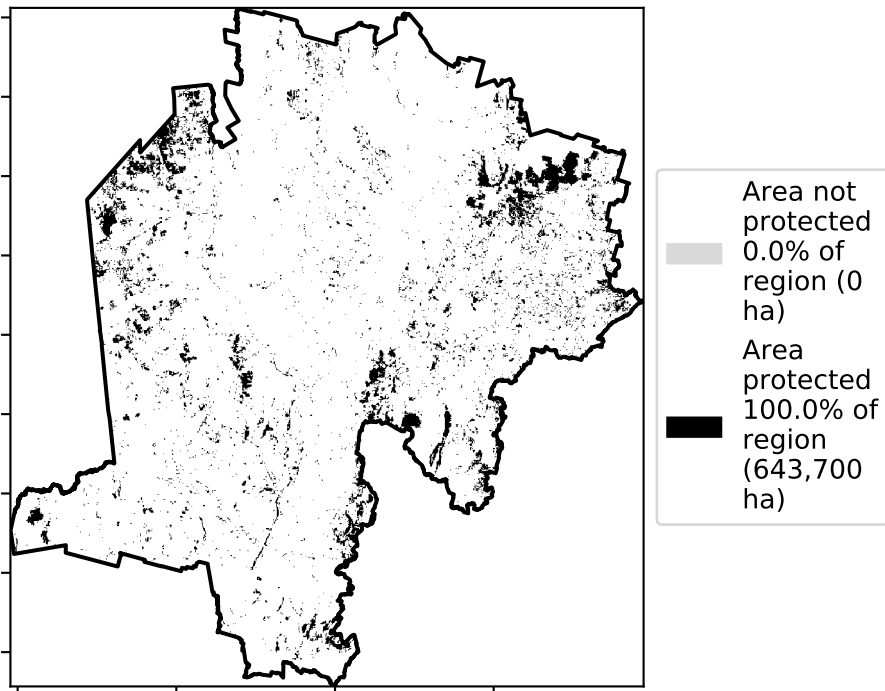 Area not
protected
0.0% of
region (0
ha)
Area
protected
100.0% of
region
(643,700
ha)